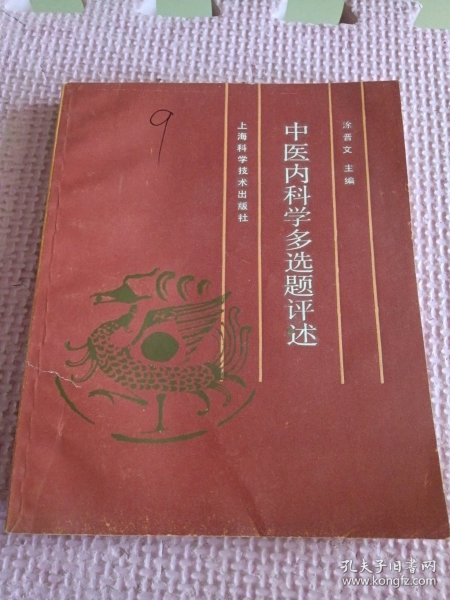 涂晋文 主编
中医内科学多选题评述
上海科学技术出版社
9
孔夫子旧书网
www.kongfz.com